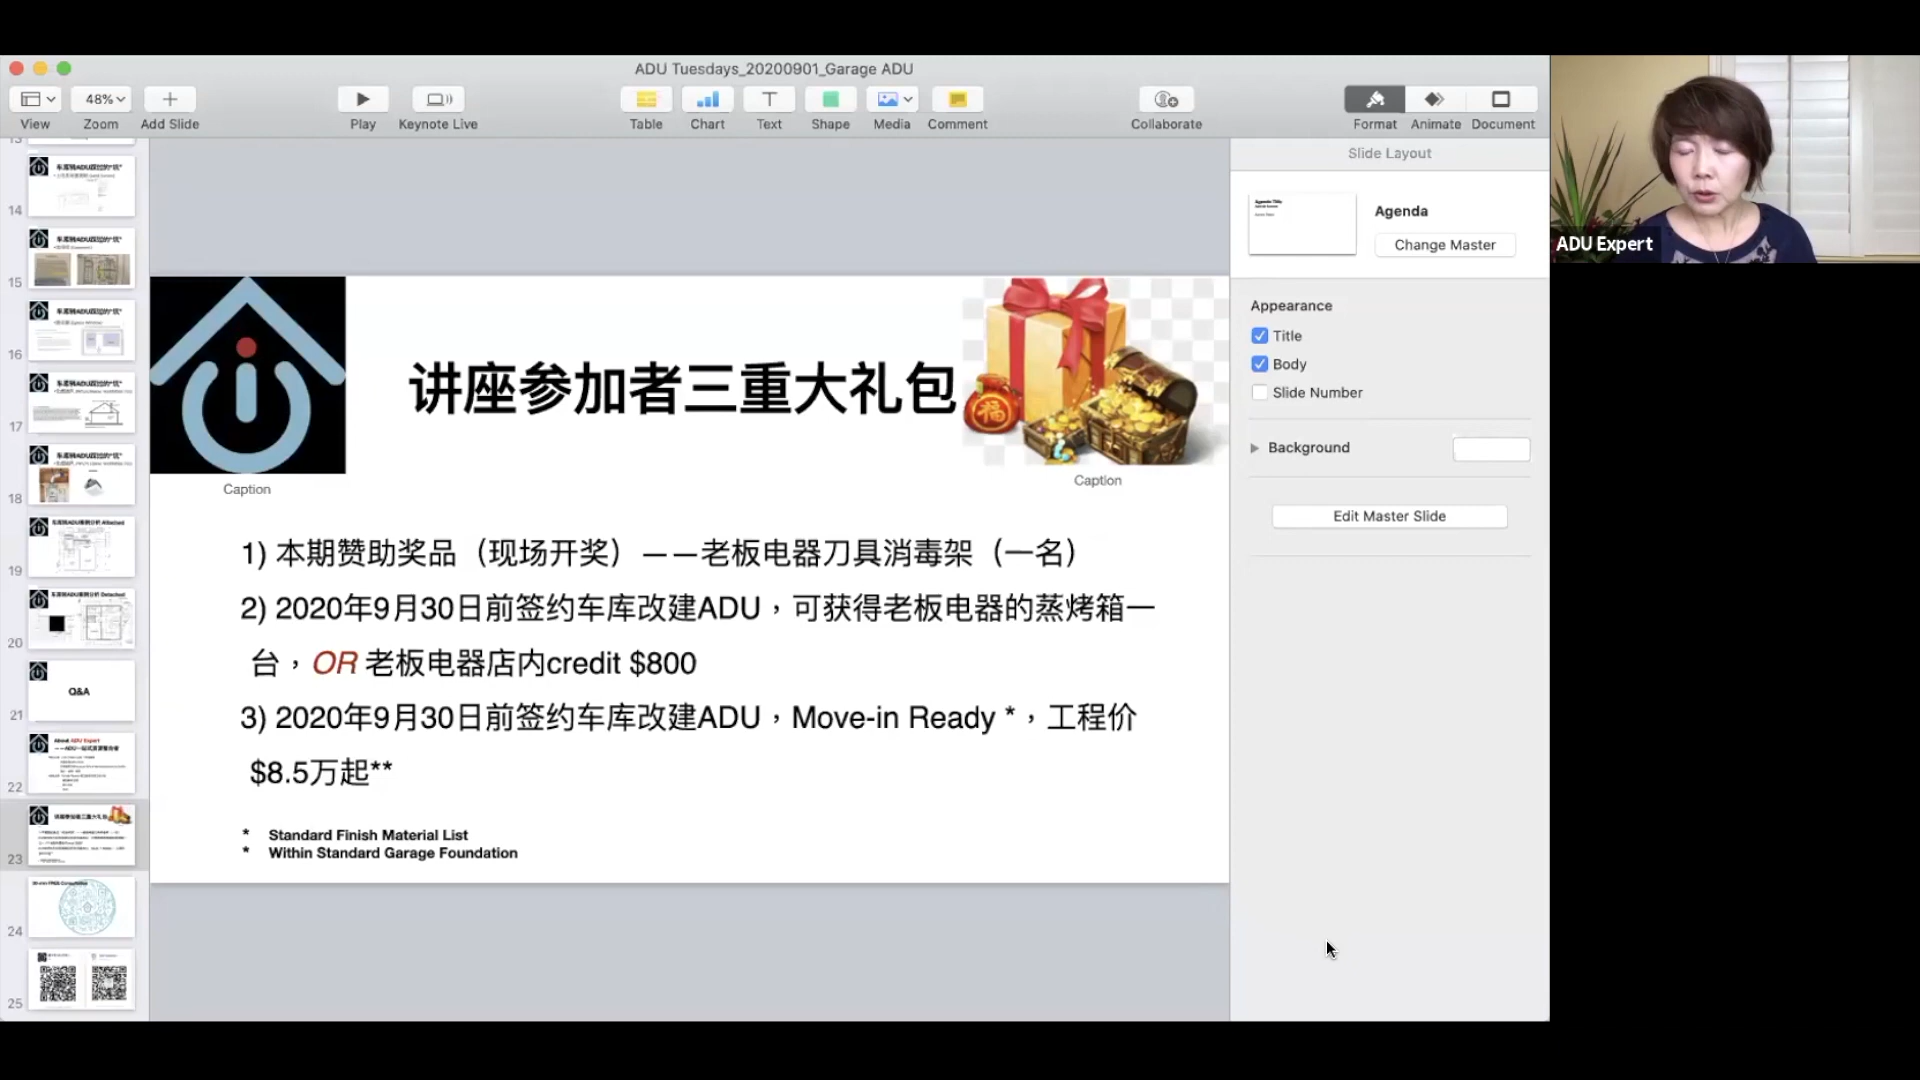 ADU Tuesdays_20200901_Garage ADU
48%
View
Zoom
Add Slide
Play
Keynote Live
Table
Chart
Text
Shape
Media
Comment
Collaborate
Format
Animate
Document
Slide Layout
Agenda
Change Master
Appearance
Title
Body
Slide Number
Background
Edit Master Slide
ADU Expert
13
14
15
16
17
18
19
20
Q&A
21
22
23
24
25
讲座参加者三重大礼包
福
Caption
Caption
1) 本期赞助奖品（现场开奖）——老板电器刀具消毒架（一名）
2) 2020年9月30日前签约车库改建ADU，可获得老板电器的蒸烤箱一
台，OR 老板电器店内credit $800
3) 2020年9月30日前签约车库改建ADU，Move-in Ready *，工程价
$8.5万起**
* Standard Finish Material List
* Within Standard Garage Foundation